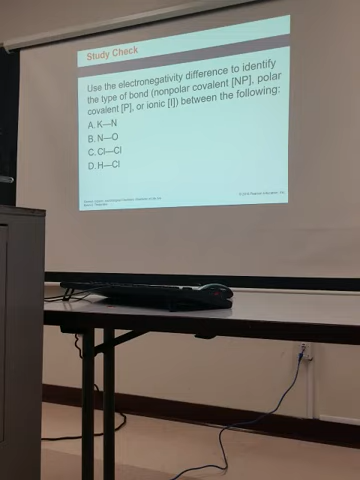 Study Check
Use the electronegativity difference to identify
the type of bond (nonpolar covalent [NP], polar
covalent [P], or ionic [I]) between the following:
A. K—N
B. N—O
C. Cl—Cl
D. H—Cl